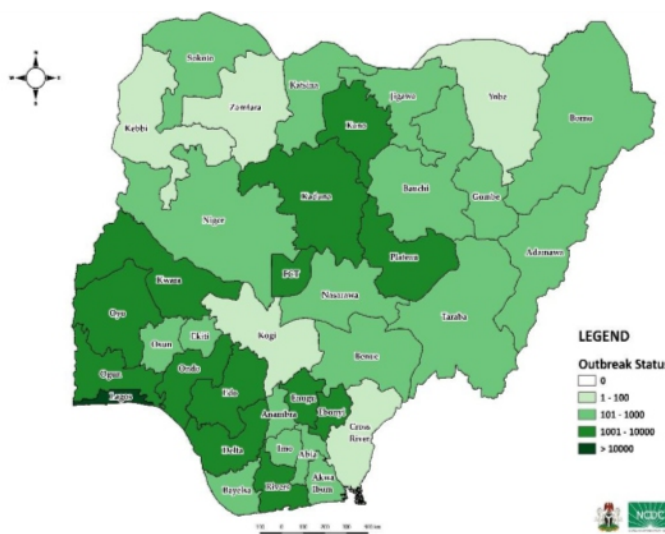 N
Sokoto
Katsina
Jigawa
Yobe
Zamfara
Kano
Borno
Kebbi
Bauchi
Gombe
Kaduna
Niger
Adamawa
Plateau
FCT
Kwara
Nasarawa
Oyo
Taraba
Kogi
Ekiti
Osun
Benue
Ondo
Ogun
Edo
Lagos
Enugu
Ebonyi
Anambra
Cross
River
Imo
Abia
Delta
Akwa
Ibom
Rivers
Bayelsa
LEGEND
Outbreak Status
0
1 - 100
101 - 1000
1001 - 10000
> 10000
NCDC